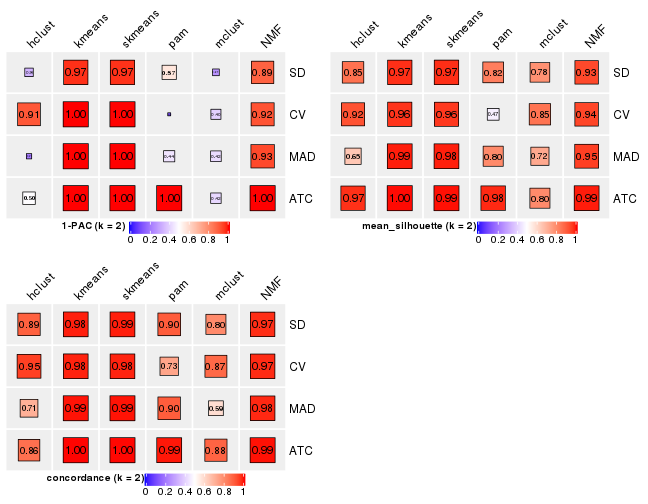 hclust kmeans skmeans pam mclust NMF
0.97 0.97 0.57 0.89 SD
0.91 1.00 1.00 0.40 0.92 CV
1.00 1.00 0.44 0.42 0.93 MAD
0.50 1.00 1.00 1.00 0.42 1.00 ATC
1-PAC (k = 2)
0 0.2 0.4 0.6 0.8 1
hclust kmeans skmeans pam mclust NMF
0.85 0.97 0.97 0.82 0.78 0.93 SD
0.92 0.96 0.96 0.47 0.85 0.94 CV
0.65 0.99 0.98 0.80 0.72 0.95 MAD
0.97 1.00 0.99 0.98 0.80 0.99 ATC
mean_silhouette (k = 2)
0 0.2 0.4 0.6 0.8 1
hclust kmeans skmeans pam mclust NMF
0.89 0.98 0.99 0.90 0.80 0.97 SD
0.95 0.98 0.98 0.73 0.87 0.97 CV
0.71 0.99 0.99 0.90 0.59 0.98 MAD
0.86 1.00 1.00 0.99 0.88 0.99 ATC
concordance (k = 2)
0 0.2 0.4 0.6 0.8 1